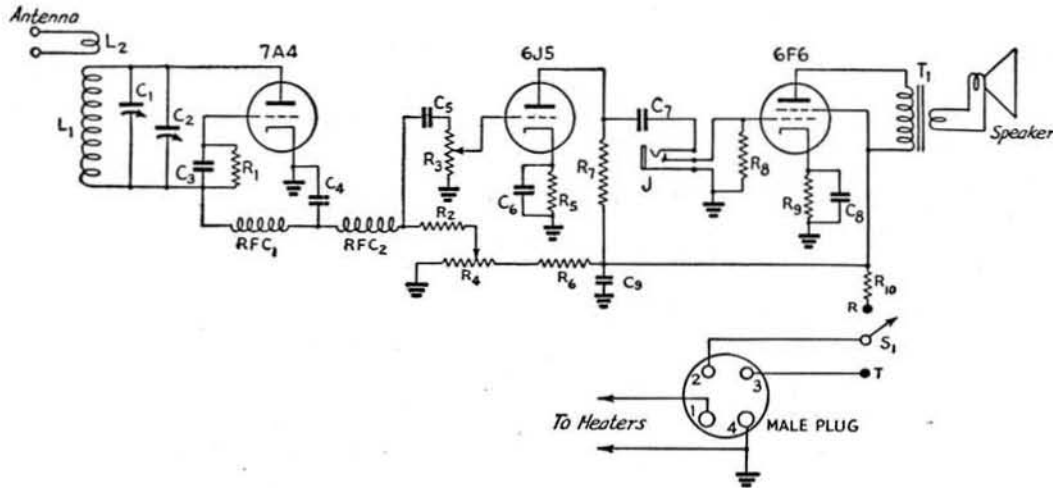 Antenna
L2
7A4
6J5
6F6
T1
C1
C2
L1
C3
R1
C4
C5
R3
C6
R5
R7
C7
J
R8
R9
C8
Speaker
RFC1
RFC2
R2
R4
R6
C9
R10
R
S1
T
2
3
1
4
To Heaters
MALE PLUG